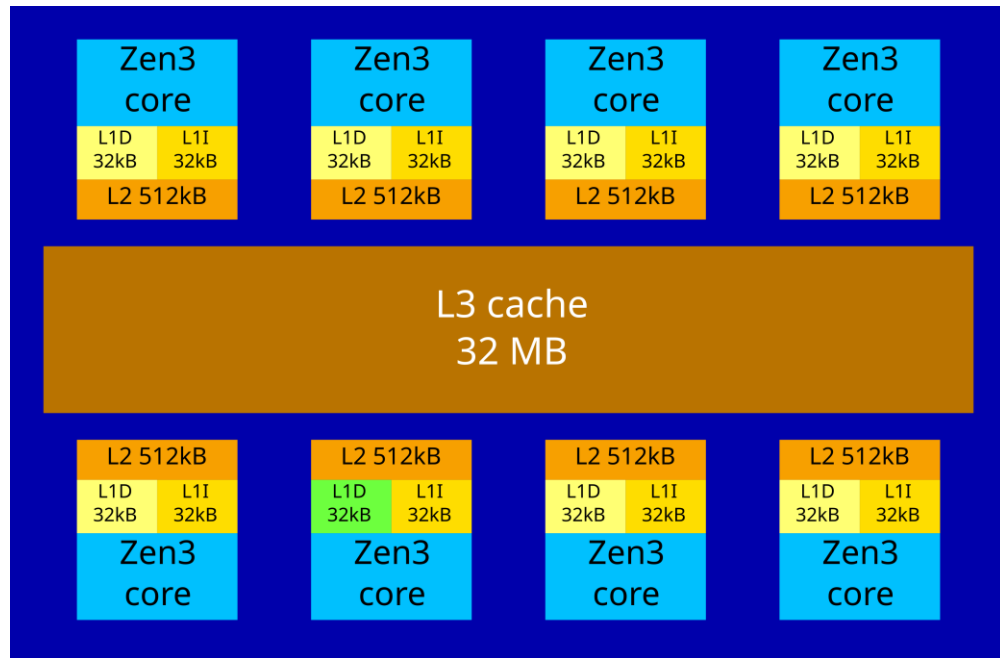 Zen3
core
L1D L1I
32kB 32kB
L2 512kB
Zen3
core
L1D L1I
32kB 32kB
L2 512kB
Zen3
core
L1D L1I
32kB 32kB
L2 512kB
Zen3
core
L1D L1I
32kB 32kB
L2 512kB
L3 cache
32 MB
L2 512kB
L1D L1I
32kB 32kB
Zen3
core
L2 512kB
L1D L1I
32kB 32kB
Zen3
core
L2 512kB
L1D L1I
32kB 32kB
Zen3
core
L2 512kB
L1D L1I
32kB 32kB
Zen3
core